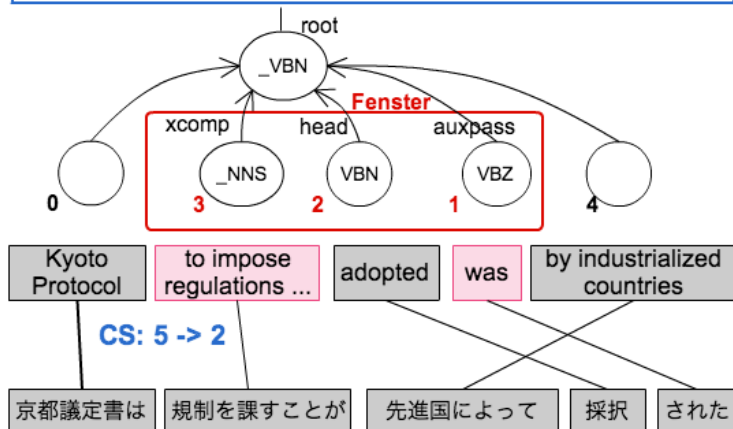 root
_VBN
Fenster
xcomp
head
auxpass
_NNS
VBN
VBZ
0
3
2
1
4
Kyoto
Protocol
to impose
regulations ...
adopted
was
by industrialized
countries
CS: 5 -> 2
京都議定書は
規制を課すことが
先進国によって
採択
された